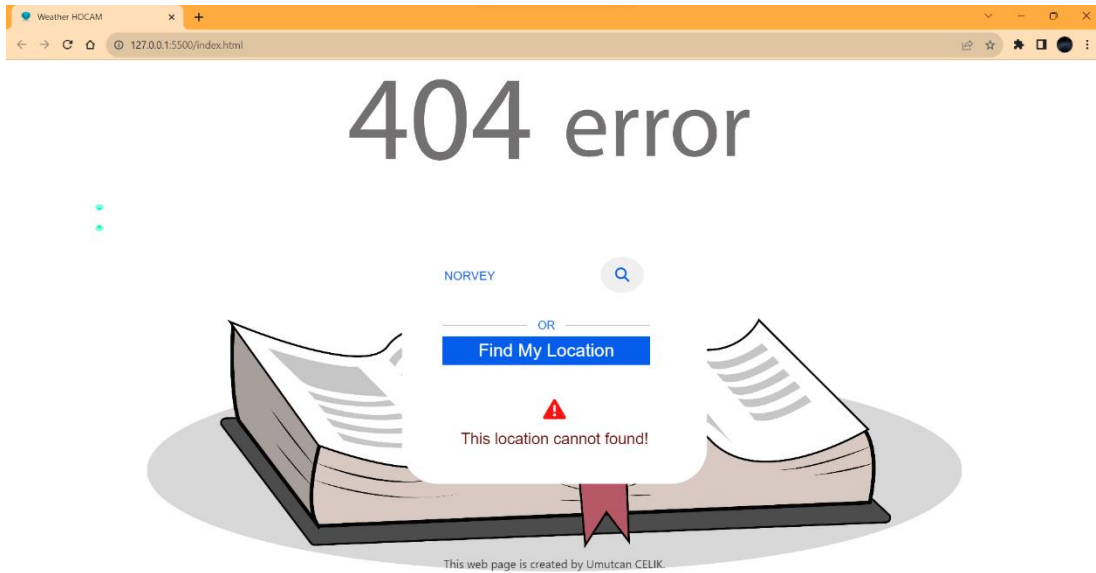 Weather HOCAM
127.0.0.1:5500/index.html
404 error
NORVEY
OR
Find My Location
This location cannot found!
This web page is created by Umutcan CELIK.